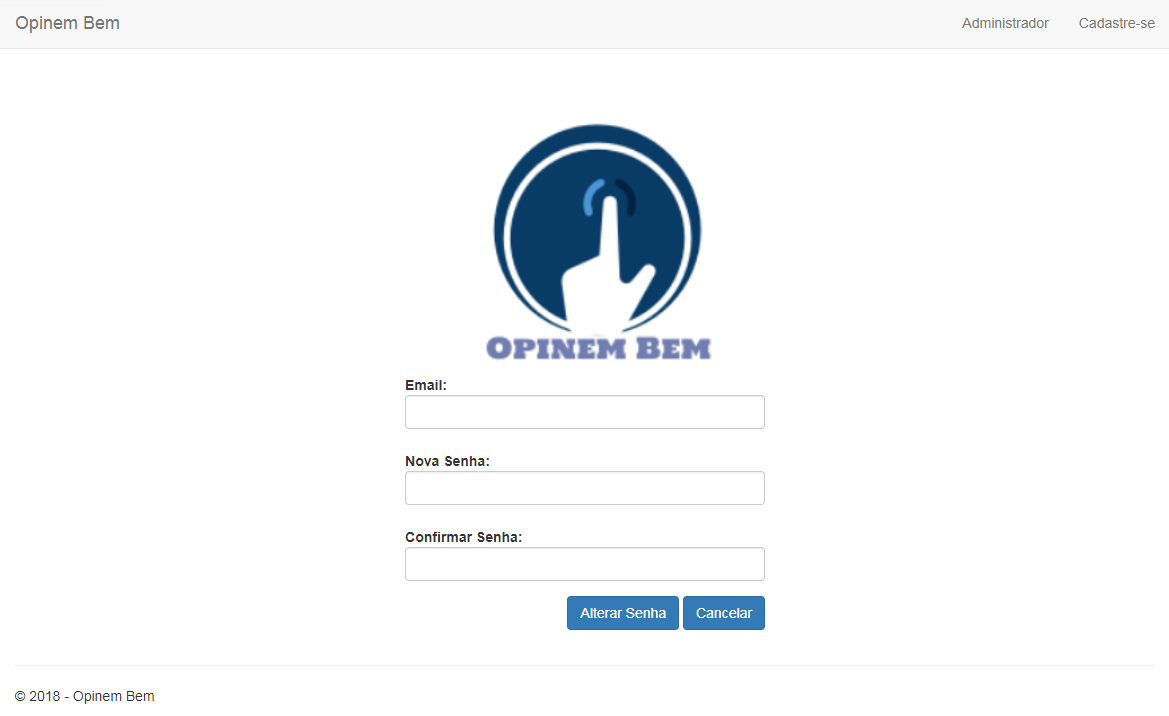 Opinem Bem
Administrador
Cadastre-se
OPINEM BEM
Email:
Nova Senha:
Confirmar Senha:
Alterar Senha
Cancelar
© 2018 - Opinem Bem